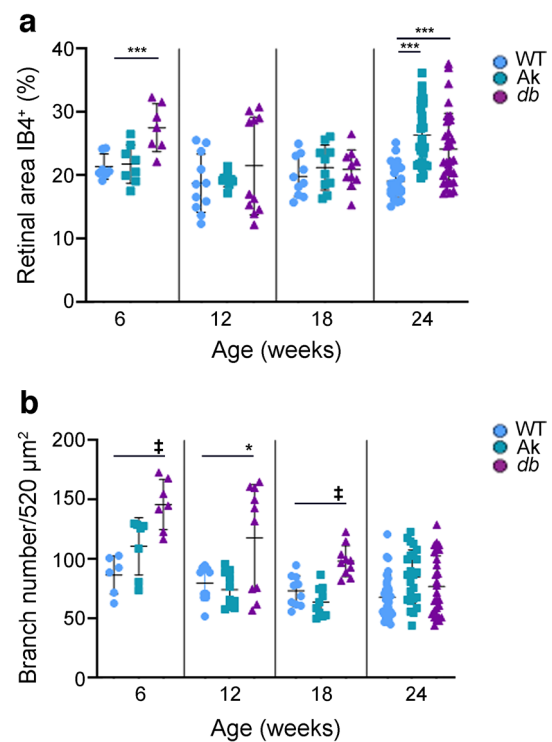 a
Retinal area IB4⁺ (%)
40
30
20
10
0
***
***
***
6
12
18
24
Age (weeks)
WT
Ak
db
b
Branch number/520 μm²
200
150
100
50
0
‡
*
‡
6
12
18
24
Age (weeks)
WT
Ak
db